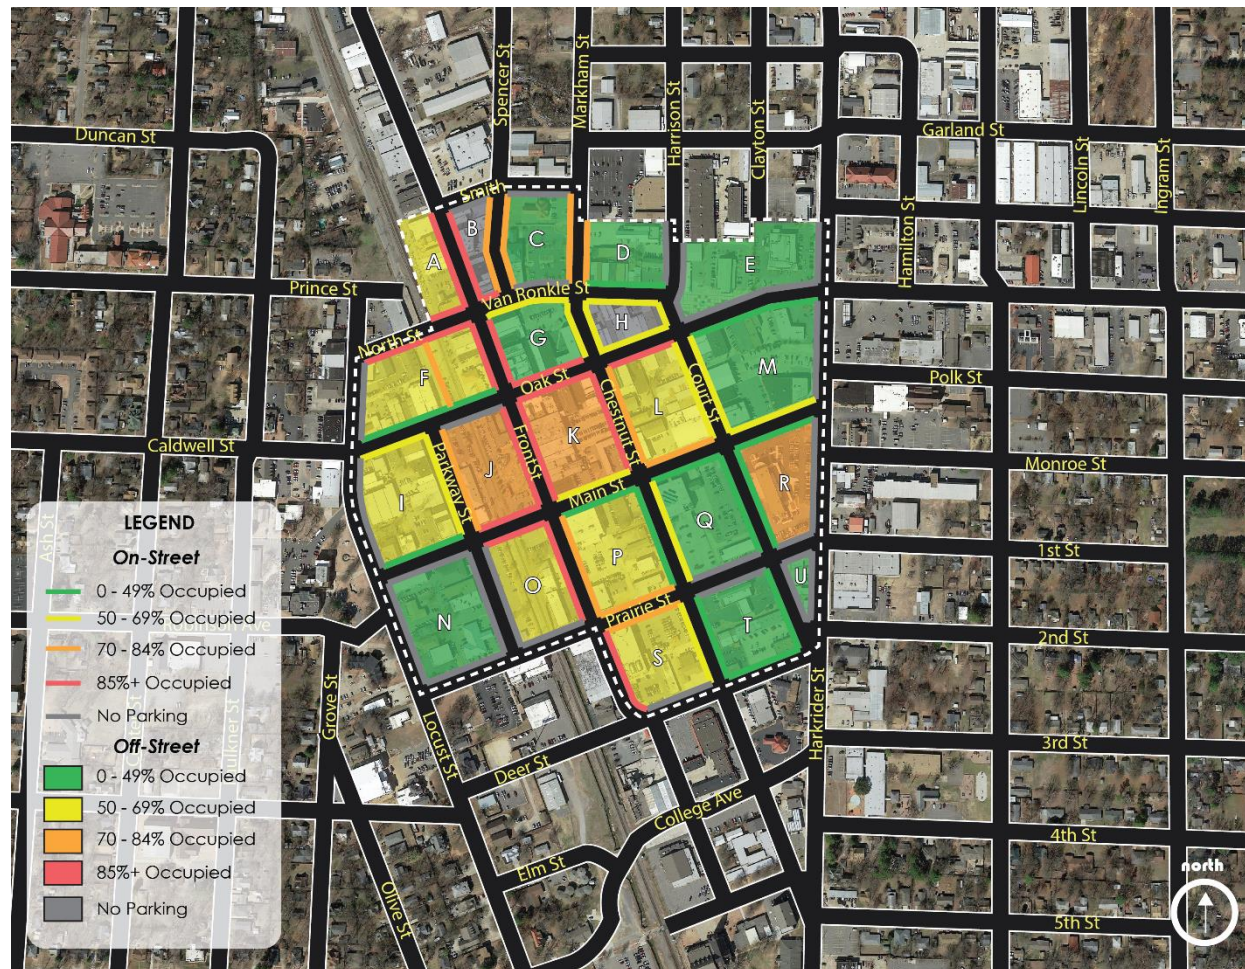 Spencer St
Markham St
Harrison St
Clayton St
Garland St
Duncan St
Lincoln St
Ingram St
Smith
Hamilton St
B
C
D
A
E
Prince St
Van Ronkle St
H
North St
G
M
F
Oak St
Polk St
Court St
Chestnut St
L
K
Caldwell St
Front St
Parkway St
Monroe St
J
Main St
R
I
Q
LEGEND
On-Street
0 - 49% Occupied
50 - 69% Occupied
70 - 84% Occupied
85%+ Occupied
No Parking
Off-Street
0 - 49% Occupied
50 - 69% Occupied
70 - 84% Occupied
85%+ Occupied
No Parking
Ash St
1st St
P
U
O
Prairie St
N
T
2nd St
S
Grove St
Locust St
Harkrider St
3rd St
Deer St
College Ave
4th St
Elm St
Olive St
north
5th St